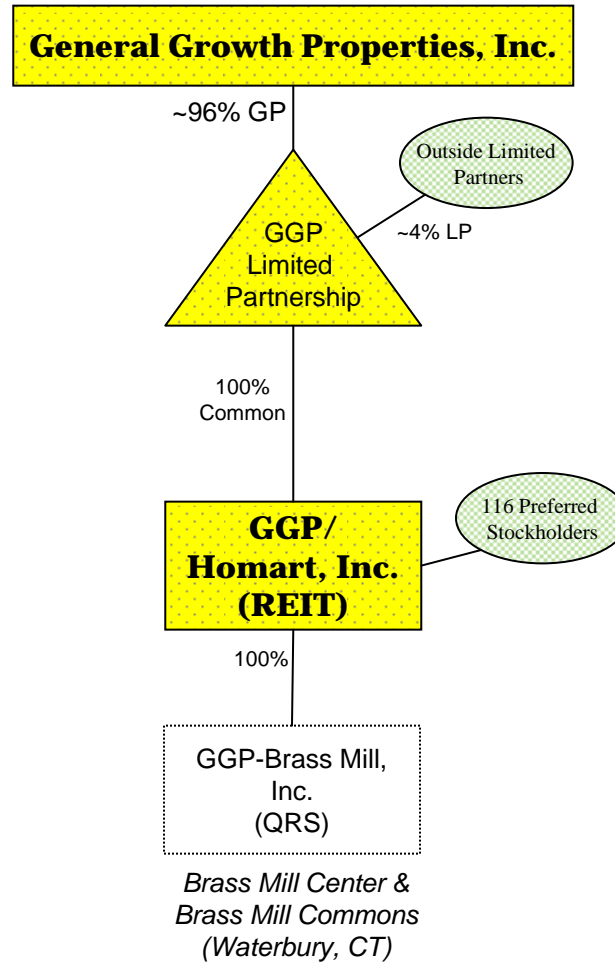 General Growth Properties, Inc.
~96% GP
Outside Limited
Partners
~4% LP
GGP
Limited
Partnership
100%
Common
116 Preferred
Stockholders
GGP/
Homart, Inc.
(REIT)
100%
GGP-Brass Mill,
Inc.
(QRS)
Brass Mill Center &
Brass Mill Commons
(Waterbury, CT)